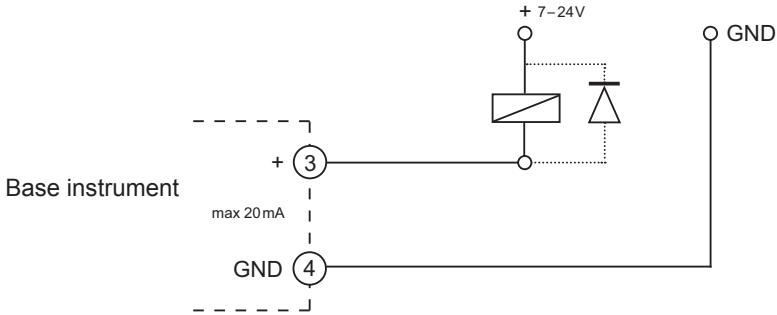 + 7–24V
GND
+ 3
Base instrument
max 20mA
GND 4